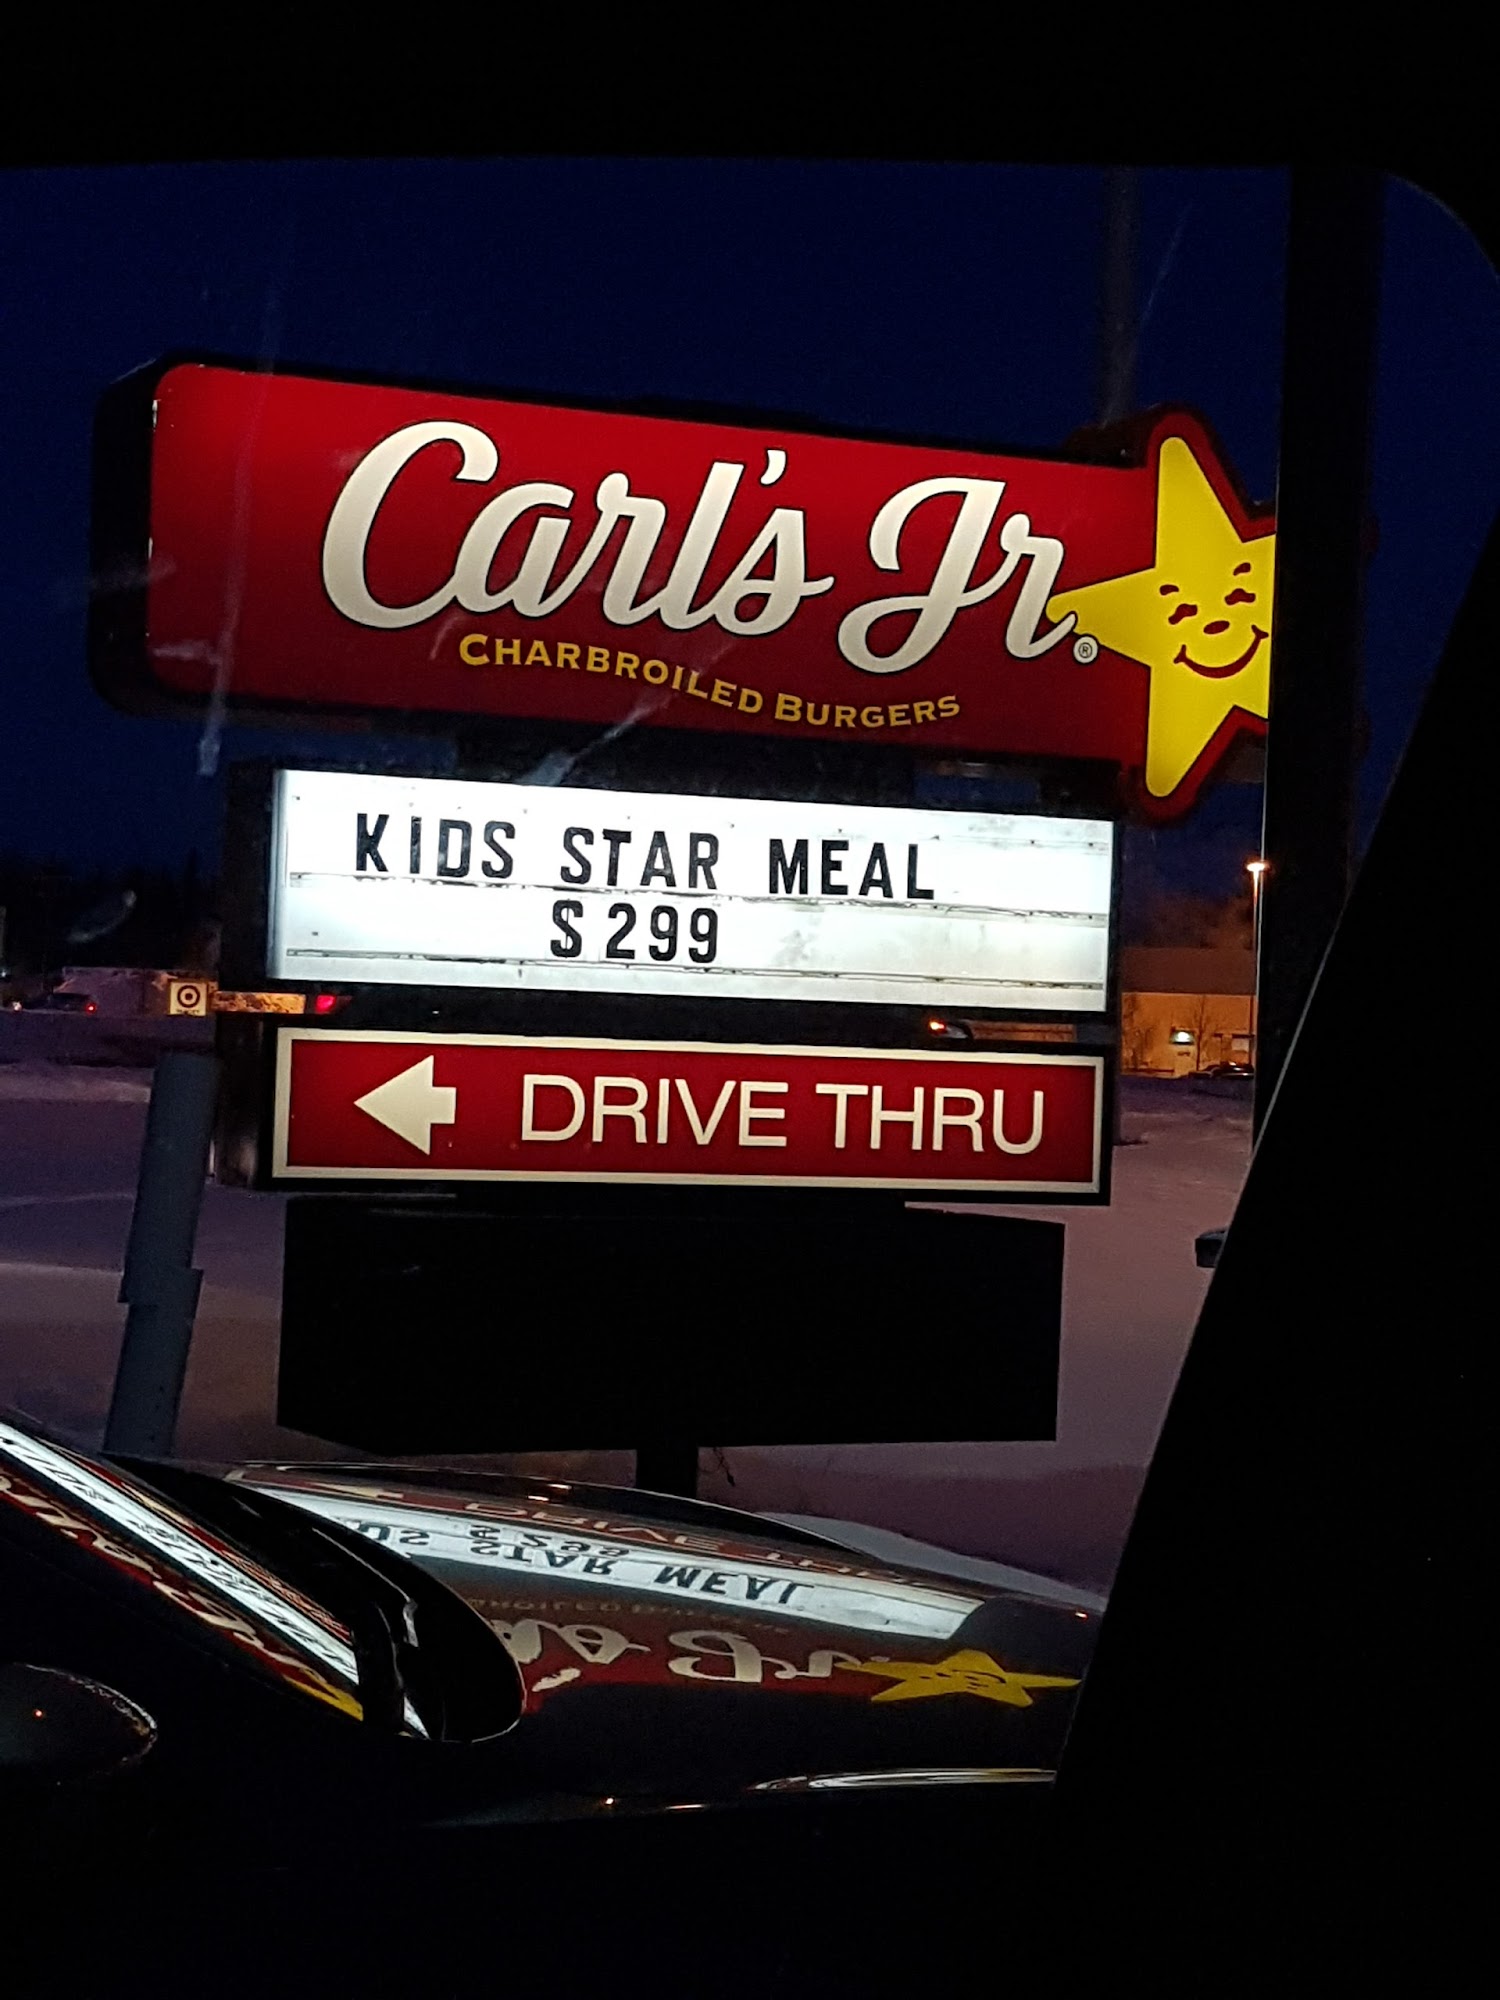 Carl's Jr.®
CHARBROILED BURGERS
KIDS STAR MEAL
$299
DRIVE THRU